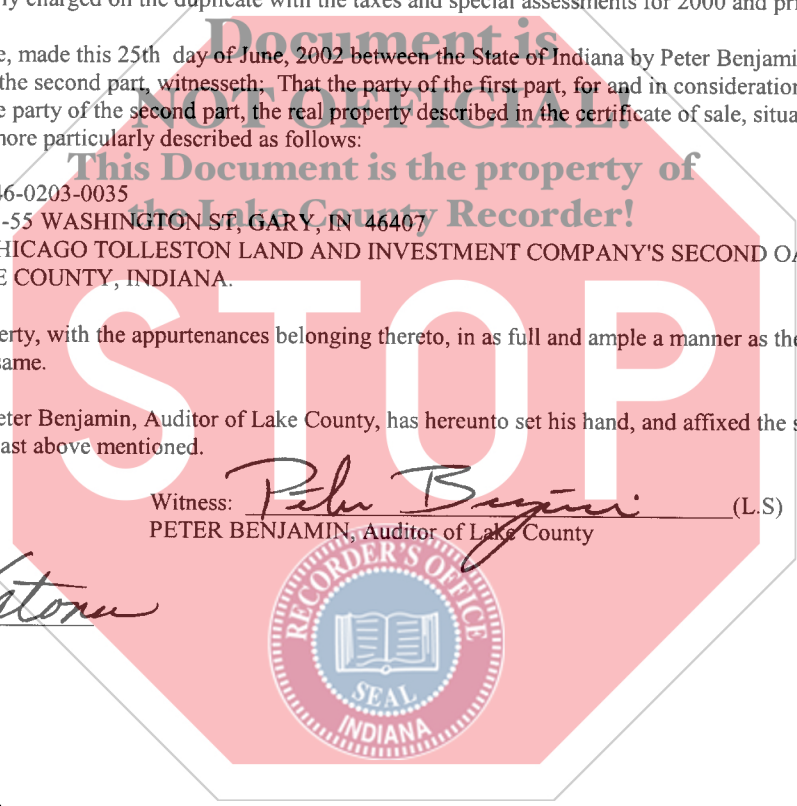 charged on the duplicate with the taxes and special assessments for 2000 and
Document is
, made this 25th day of June, 2002 between the State of Indiana by Peter
the second part, witnesseth; That the party of the first part, for and in consideration
NOT OFFICIAL!
party of the second part, the real property described in the certificate of sale,
more particularly described as follows:
This Document is the property of
6-0203-0035
the Lake County Recorder!
-55 WASHINGTON ST, GARY, IN 46407
HICAGO TOLLESTON LAND AND INVESTMENT COMPANY'S SECOND
COUNTY, INDIANA.
STOP
erty, with the appurtenances belonging thereto, in as full and ample a manner as
same.
eter Benjamin, Auditor of Lake County, has hereunto set his hand, and affixed the
ast above mentioned.
Witness: Peter Benjamin (L.S)
PETER BENJAMIN, Auditor of Lake County
RECORDER'S OFFICE
SEAL
INDIANA